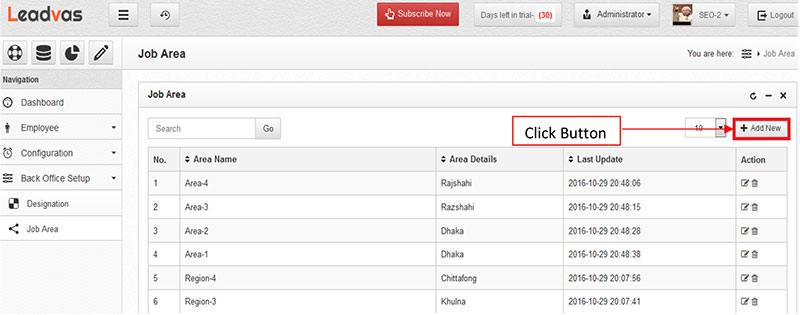 Leadvas
Subscribe Now
Days left in trial- (30)
Administrator
SEO-2
Logout
Job Area
You are here: Job Area
Navigation
Dashboard
Employee
Configuration
Back Office Setup
Designation
Job Area
Job Area
Search Go
Click Button
10
Add New
No. Area Name Area Details Last Update Action
1 Area-4 Rajshahi 2016-10-29 20:48:06
2 Area-3 Razshahi 2016-10-29 20:48:15
3 Area-2 Dhaka 2016-10-29 20:48:28
4 Area-1 Dhaka 2016-10-29 20:48:38
5 Region-4 Chittafong 2016-10-29 20:07:56
6 Region-3 Khulna 2016-10-29 20:07:41